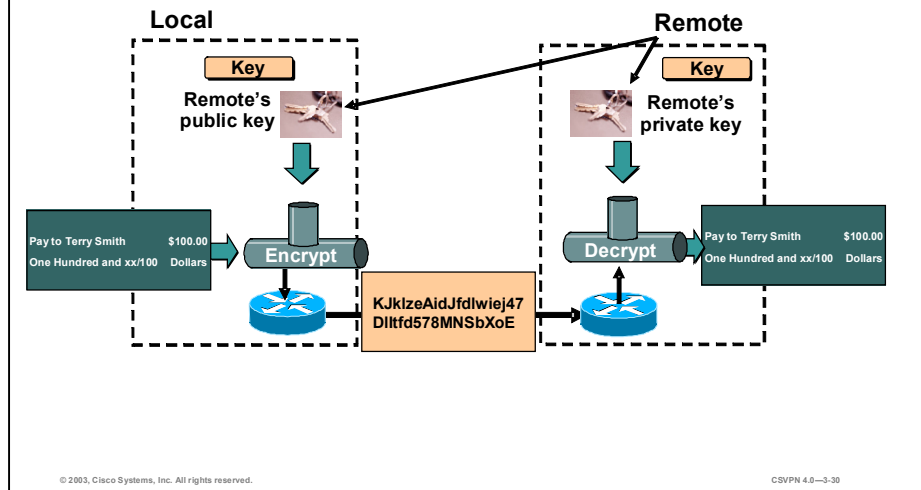 Local
Remote
Key
Key
Remote's
public key
Remote's
private key
Pay to Terry Smith $100.00
One Hundred and xx/100 Dollars
Encrypt
Decrypt
Pay to Terry Smith $100.00
One Hundred and xx/100 Dollars
KJklzeAidJfdlwiej47
DlItfd578MNSbXoE
© 2003, Cisco Systems, Inc. All rights reserved.
CSVPN 4.0—3-30